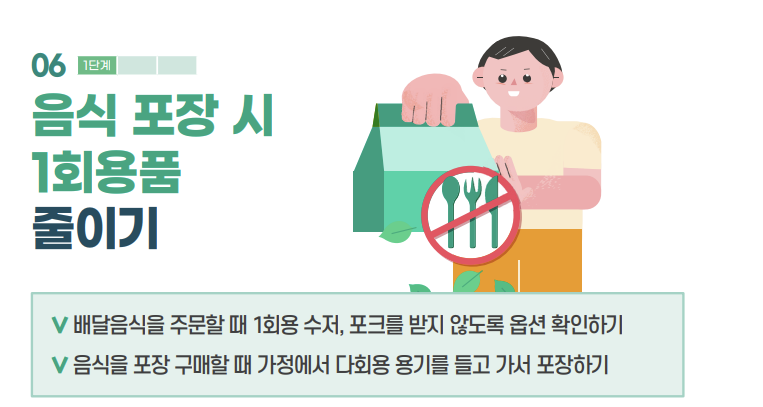 06 1단계
음식 포장 시
1회용품
줄이기
V 배달음식을 주문할 때 1회용 수저, 포크를 받지 않도록 옵션 확인하기
V 음식을 포장 구매할 때 가정에서 다회용 용기를 들고 가서 포장하기